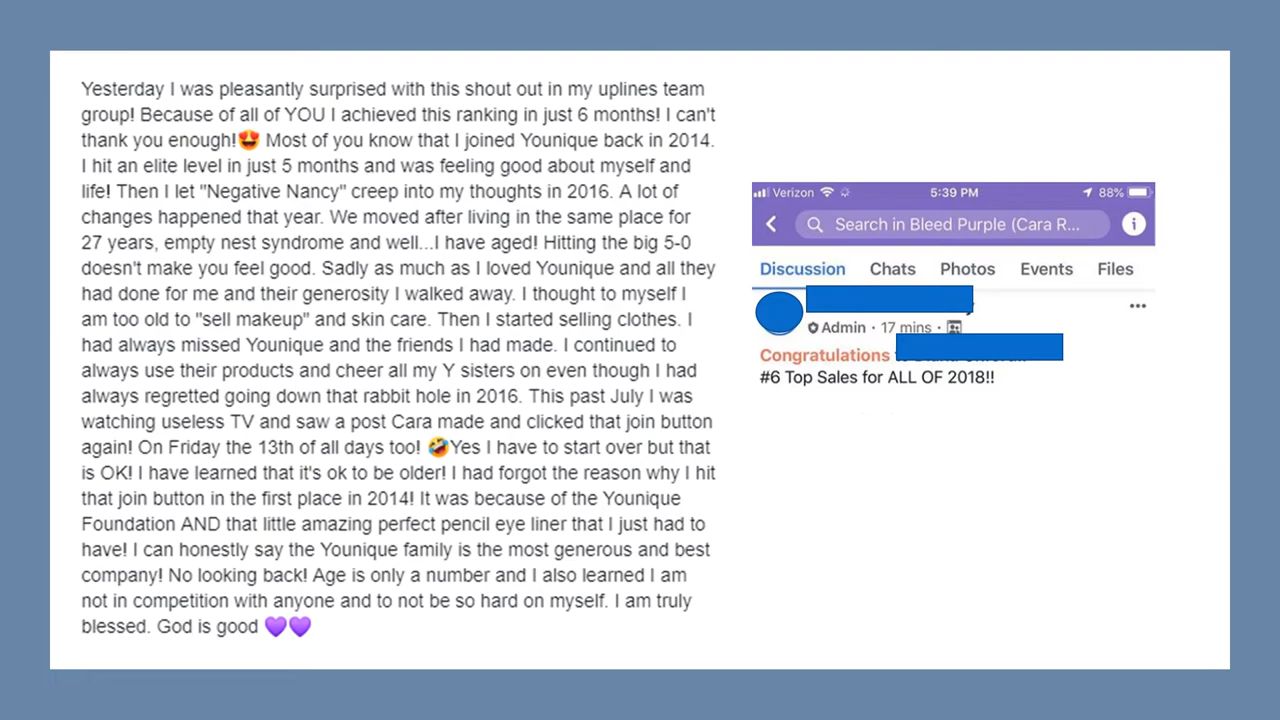 Yesterday I was pleasantly surprised with this shout out in my uplines team
group! Because of all of YOU I achieved this ranking in just 6 months! I can't
thank you enough!😍 Most of you know that I joined Younique back in 2014.
I hit an elite level in just 5 months and was feeling good about myself and
life! Then I let "Negative Nancy" creep into my thoughts in 2016. A lot of
changes happened that year. We moved after living in the same place for
27 years, empty nest syndrome and well...I have aged! Hitting the big 5-0
doesn't make you feel good. Sadly as much as I loved Younique and all they
had done for me and their generosity I walked away. I thought to myself I
am too old to "sell makeup" and skin care. Then I started selling clothes. I
had always missed Younique and the friends I had made. I continued to
always use their products and cheer all my Y sisters on even though I had
always regretted going down that rabbit hole in 2016. This past July I was
watching useless TV and saw a post Cara made and clicked that join button
again! On Friday the 13th of all days too! 🤣Yes I have to start over but that
is OK! I have learned that it's ok to be older! I had forgot the reason why I hit
that join button in the first place in 2014! It was because of the Younique
Foundation AND that little amazing perfect pencil eye liner that I just had to
have! I can honestly say the Younique family is the most generous and best
company! No looking back! Age is only a number and I also learned I am
not in competition with anyone and to not be so hard on myself. I am truly
blessed. God is good 💜💜
Verizon 5:39 PM 88%
Search in Bleed Purple (Cara R...
Discussion Chats Photos Events Files
Admin · 17 mins ·
Congratulations
#6 Top Sales for ALL OF 2018!!